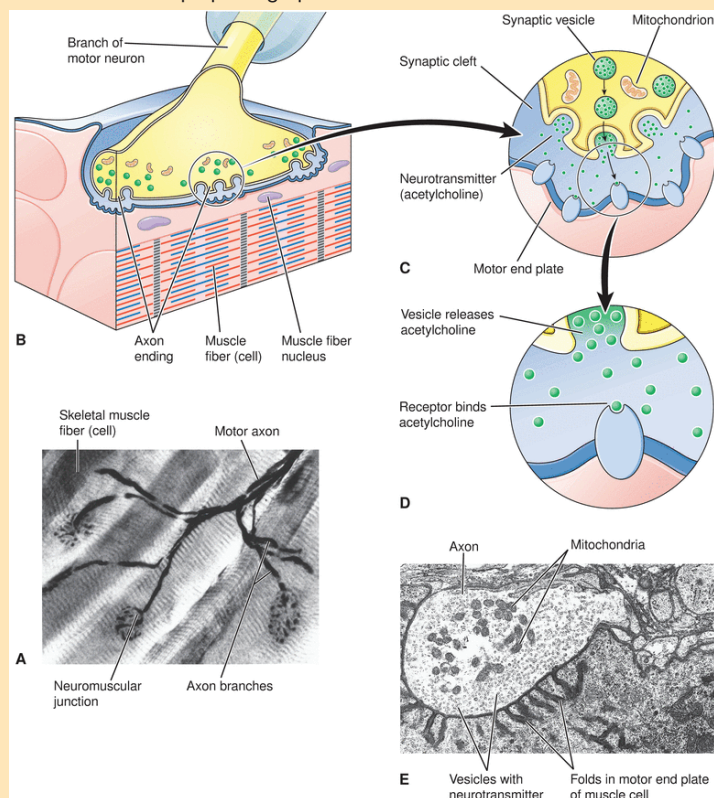 Branch of
motor neuron
B
Axon
ending
Muscle
fiber (cell)
Muscle fiber
nucleus
Synaptic vesicle
Mitochondrion
Synaptic cleft
Neurotransmitter
(acetylcholine)
Motor end plate
C
Vesicle releases
acetylcholine
Receptor binds
acetylcholine
D
Skeletal muscle
fiber (cell)
Motor axon
A
Neuromuscular
junction
Axon branches
Axon
Mitochondria
E
Vesicles with
neurotransmitter
Folds in motor end plate
of muscle cell